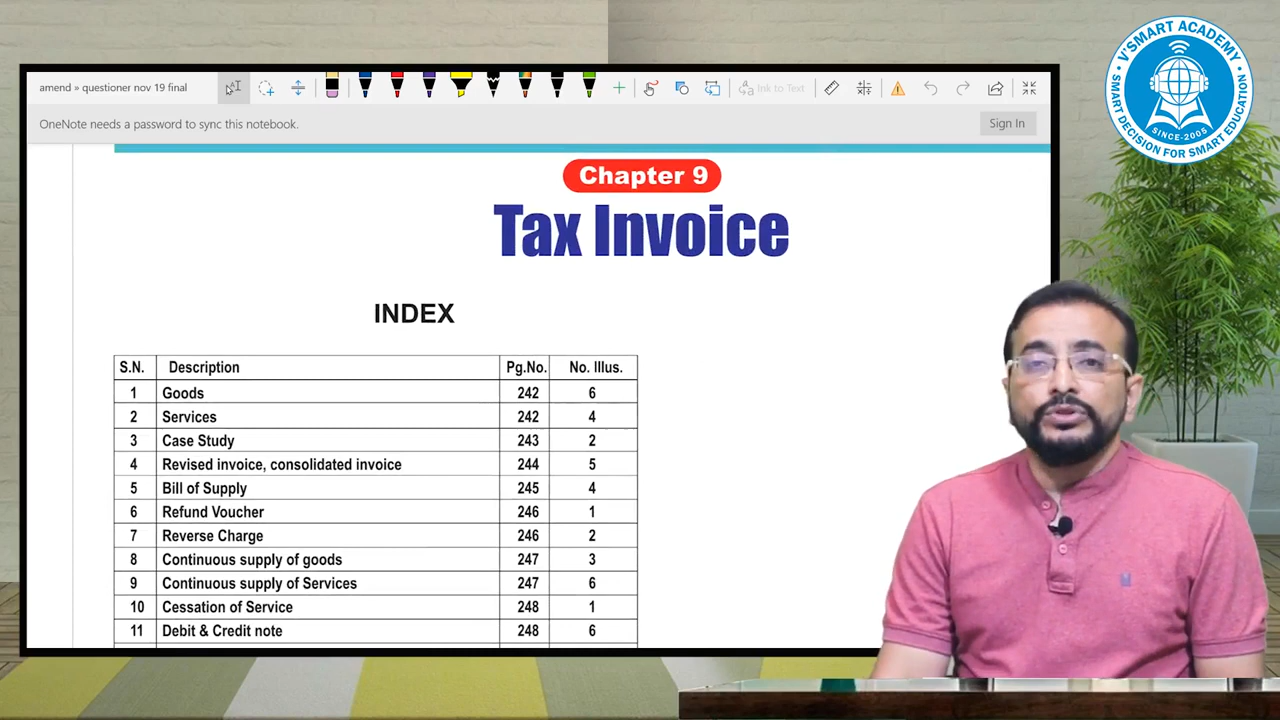 amend » questioner nov 19 final
Ink to Text
OneNote needs a password to sync this notebook.
Sign In
Chapter 9
Tax Invoice
INDEX
S.N. Description Pg.No. No. Illus.
1 Goods 242 6
2 Services 242 4
3 Case Study 243 2
4 Revised invoice, consolidated invoice 244 5
5 Bill of Supply 245 4
6 Refund Voucher 246 1
7 Reverse Charge 246 2
8 Continuous supply of goods 247 3
9 Continuous supply of Services 247 6
10 Cessation of Service 248 1
11 Debit & Credit note 248 6
V'SMART ACADEMY
SINCE-2005
SMART DECISION FOR SMART EDUCATION